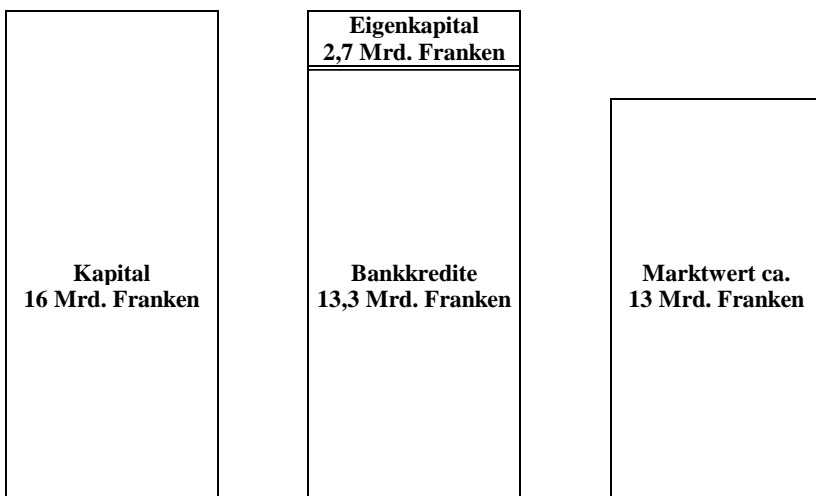 Eigenkapital
2,7 Mrd. Franken
Kapital
16 Mrd. Franken
Bankkredite
13,3 Mrd. Franken
Marktwert ca.
13 Mrd. Franken